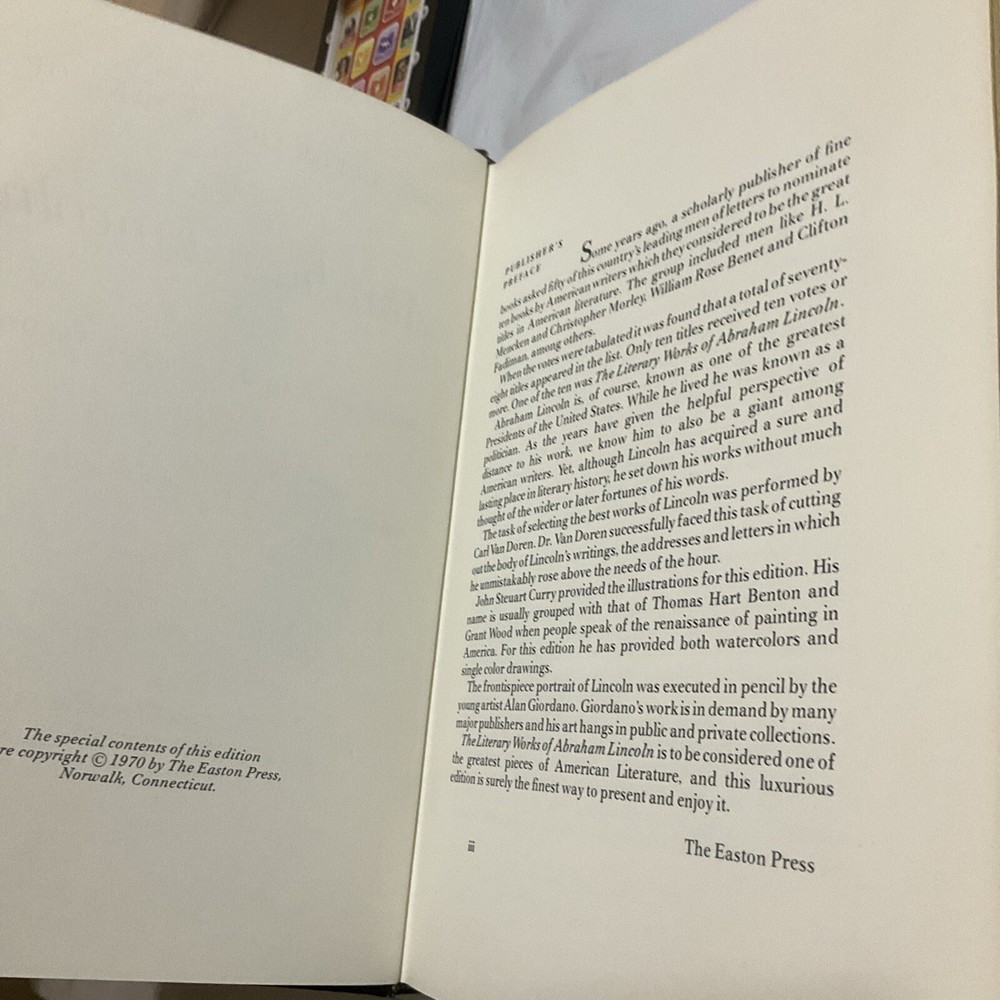 The special contents of this edition
re copyright © 1970 by The Easton Press,
Norwalk, Connecticut.
PUBLISHER'S
PREFACE
Some years ago, a scholarly publisher of fine
books asked fifty of this country's leading men of letters to nominate
ten books by American writers which they considered to be the great
titles in American literature. The group included men like H. L.
Mencken and Christopher Morley, William Rose Benet and Clifton
Fadiman, among others.
When the votes were tabulated it was found that a total of seventy-
eight titles appeared in the list. Only ten titles received ten votes or
more. One of the ten was The Literary Works of Abraham Lincoln.
Abraham Lincoln is, of course, known as one of the greatest
Presidents of the United States. While he lived he was known as a
politician. As the years have given the helpful perspective of
distance to his work, we know him to also be a giant among
American writers. Yet, although Lincoln has acquired a sure and
lasting place in literary history, he set down his works without much
thought of the wider or later fortunes of his words.
The task of selecting the best works of Lincoln was performed by
Carl Van Doren. Dr. Van Doren successfully faced this task of cutting
out the body of Lincoln's writings, the addresses and letters in which
he unmistakably rose above the needs of the hour.
John Steuart Curry provided the illustrations for this edition. His
name is usually grouped with that of Thomas Hart Benton and
Grant Wood when people speak of the renaissance of painting in
America. For this edition he has provided both watercolors and
single color drawings.
The frontispiece portrait of Lincoln was executed in pencil by the
young artist Alan Giordano. Giordano's work is in demand by many
major publishers and his art hangs in public and private collections.
The Literary Works of Abraham Lincoln is to be considered one of
the greatest pieces of American Literature, and this luxurious
edition is surely the finest way to present and enjoy it.
iii
The Easton Press